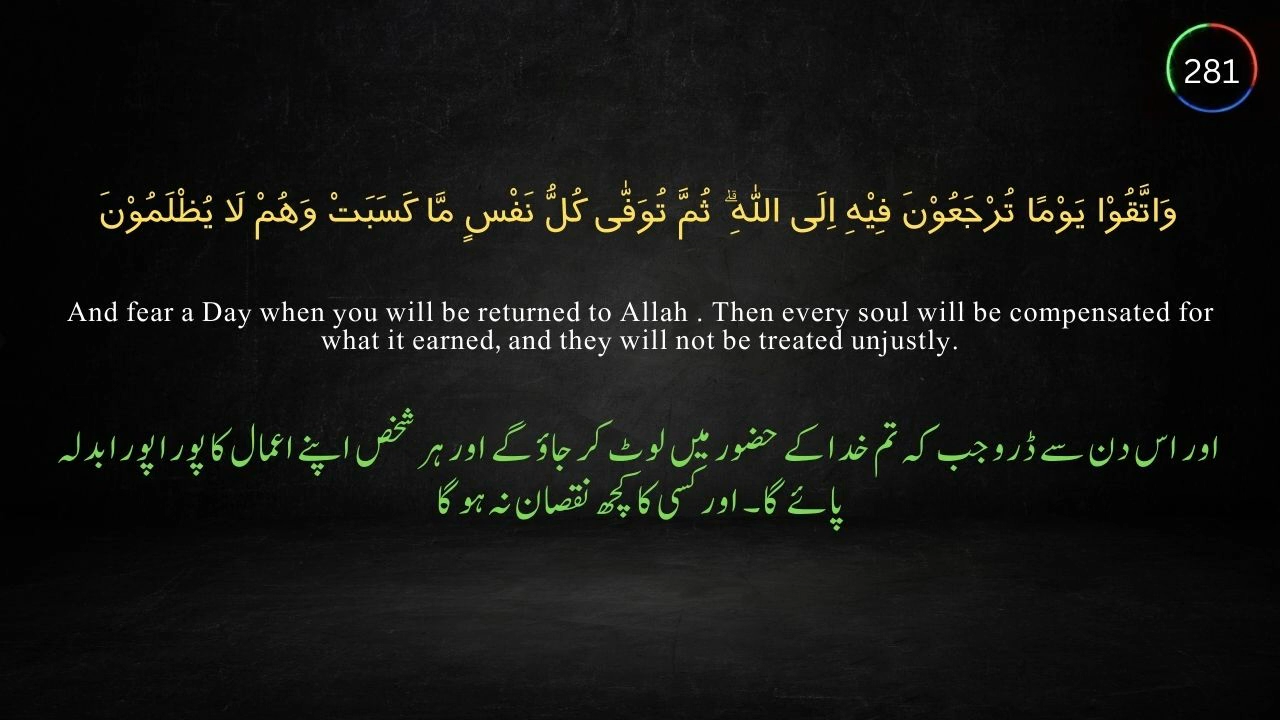 281
وَاتَّقُوْا يَوْمًا تُرْجَعُوْنَ فِيْهِ اِلَى اللّٰهِ ۗ ثُمَّ تُوَفّٰى كُلُّ نَفْسٍ مَّا كَسَبَتْ وَهُمْ لَا يُظْلَمُوْنَ
And fear a Day when you will be returned to Allah . Then every soul will be compensated for
what it earned, and they will not be treated unjustly.
اور اس دن سے ڈرو جب کہ تم خدا کے حضور میں لوٹ کر جاؤ گے اور ہر شخص اپنے اعمال کا پورا پورا بدلہ
پائے گا۔ اور کسی کا کچھ نقصان نہ ہو گا